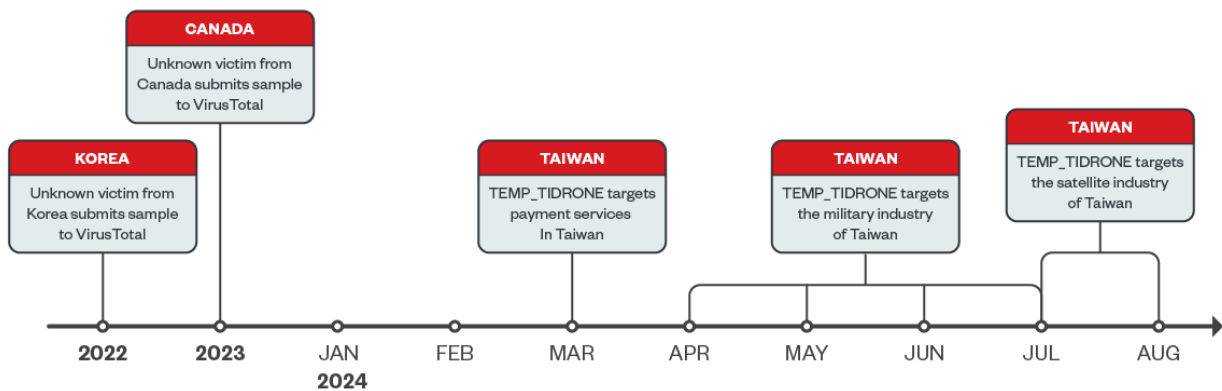 CANADA
Unknown victim from
Canada submits sample
to VirusTotal
KOREA
Unknown victim from
Korea submits sample
to VirusTotal
TAIWAN
TEMP_TIDRONE targets
payment services
In Taiwan
TAIWAN
TEMP_TIDRONE targets
the military industry
of Taiwan
TAIWAN
TEMP_TIDRONE targets
the satellite industry
of Taiwan
2022 2023 JAN FEB MAR APR MAY JUN JUL AUG
2024